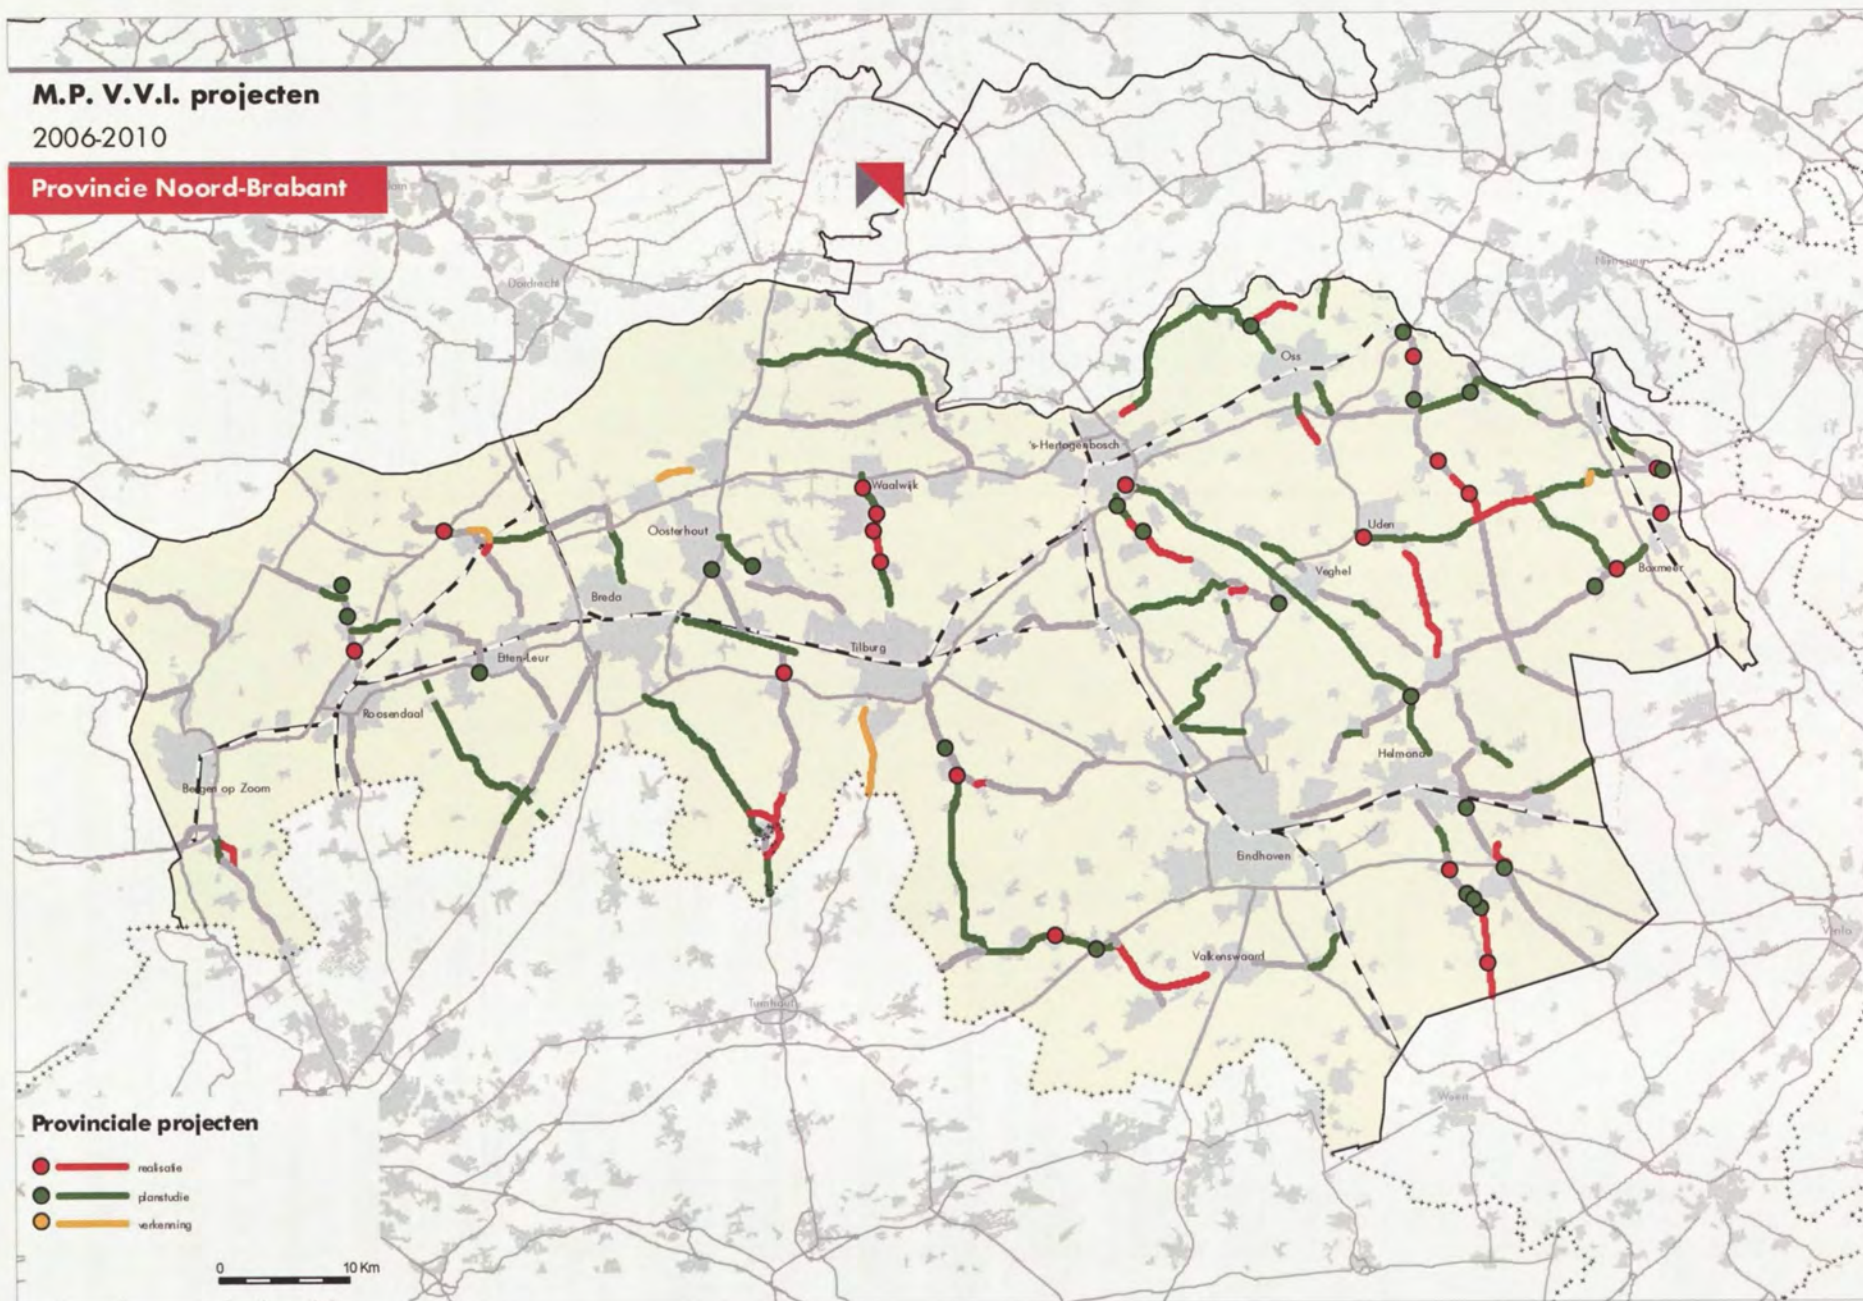 M.P. V.V.I. projecten
2006-2010
Provincie Noord-Brabant
Dordrecht
Nijmegen
Oss
's-Hertogenbosch
Waalwijk
Oosterhout
Uden
Veghel
Boxmeer
Breda
Tilburg
Etten-Leur
Roosendaal
Helmond
Bergen op Zoom
Eindhoven
Valkenswaard
Venlo
Turnhout
Weert
Provinciale projecten
realisatie
planstudie
verkenning
0 10 Km